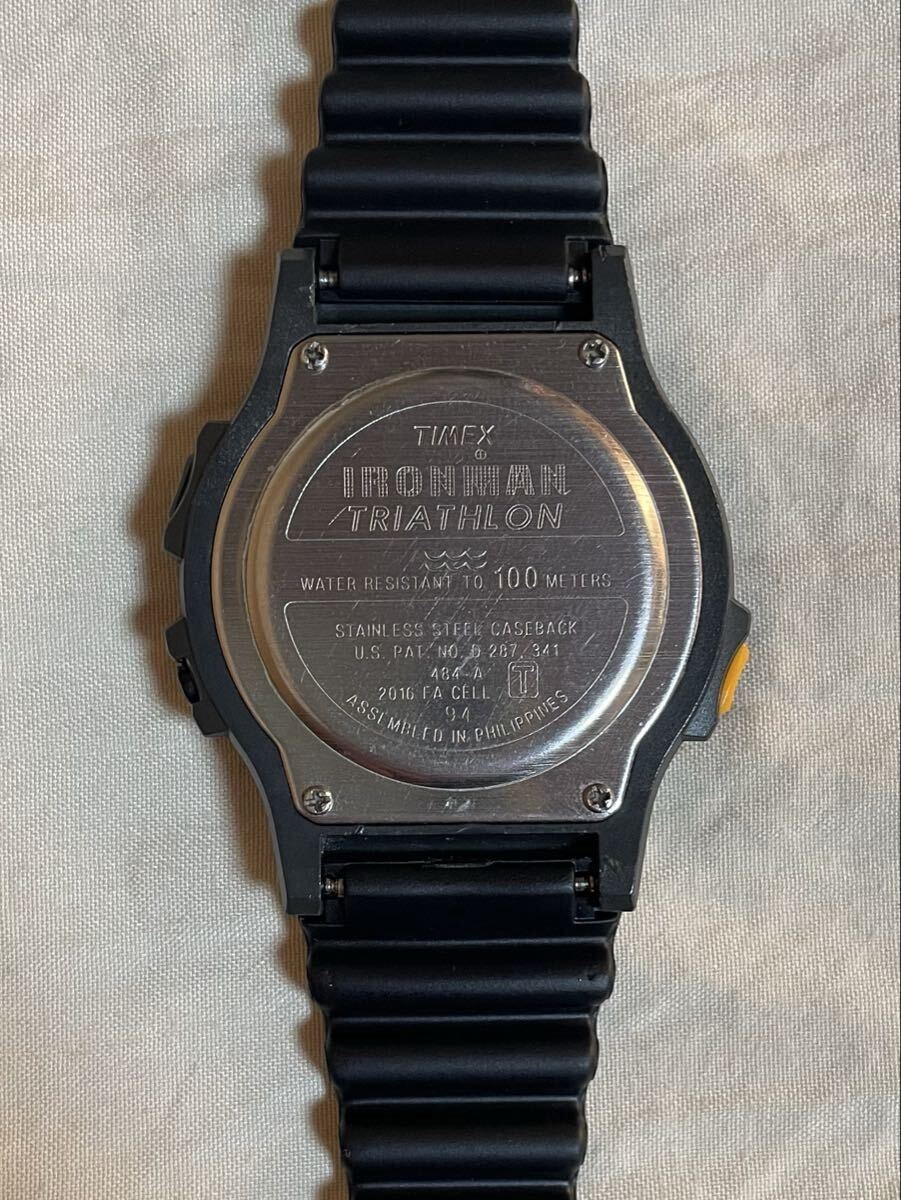 TIMEX
IRONMAN
TRIATHLON
WATER RESISTANT TO 100 METERS
STAINLESS STEEL CASEBACK
U.S. PAT. NO. D 287, 341
484-A
2016 FA CELL T
94
ASSEMBLED IN PHILIPPINES